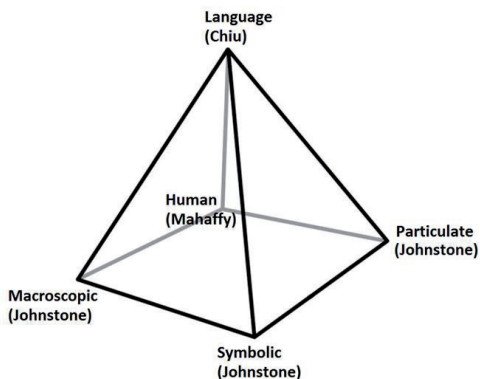 Language
(Chiu)
Human
(Mahaffy)
Particulate
(Johnstone)
Macroscopic
(Johnstone)
Symbolic
(Johnstone)